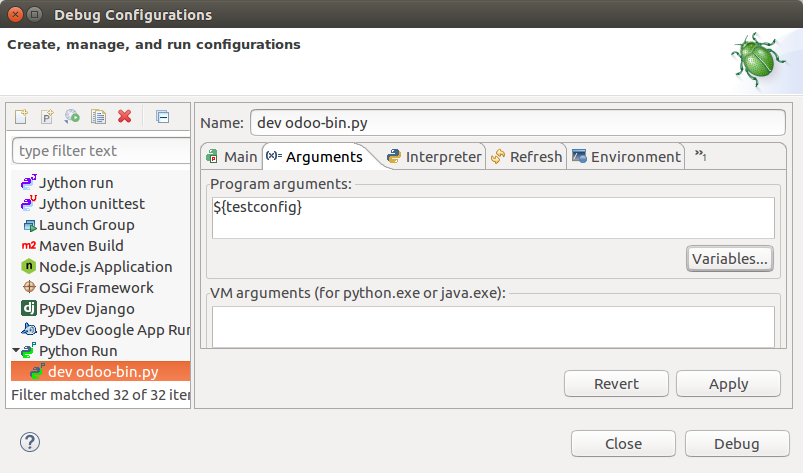 Debug Configurations
Create, manage, and run configurations
Name: dev odoo-bin.py
type filter text
Main Arguments Interpreter Refresh Environment »1
Jython run
Jython unittest
Launch Group
Maven Build
Node.js Application
OSGi Framework
PyDev Django
PyDev Google App Run
Python Run
dev odoo-bin.py
Filter matched 32 of 32 iter
Program arguments:
${testconfig}
Variables...
VM arguments (for python.exe or java.exe):
Revert Apply
Close Debug